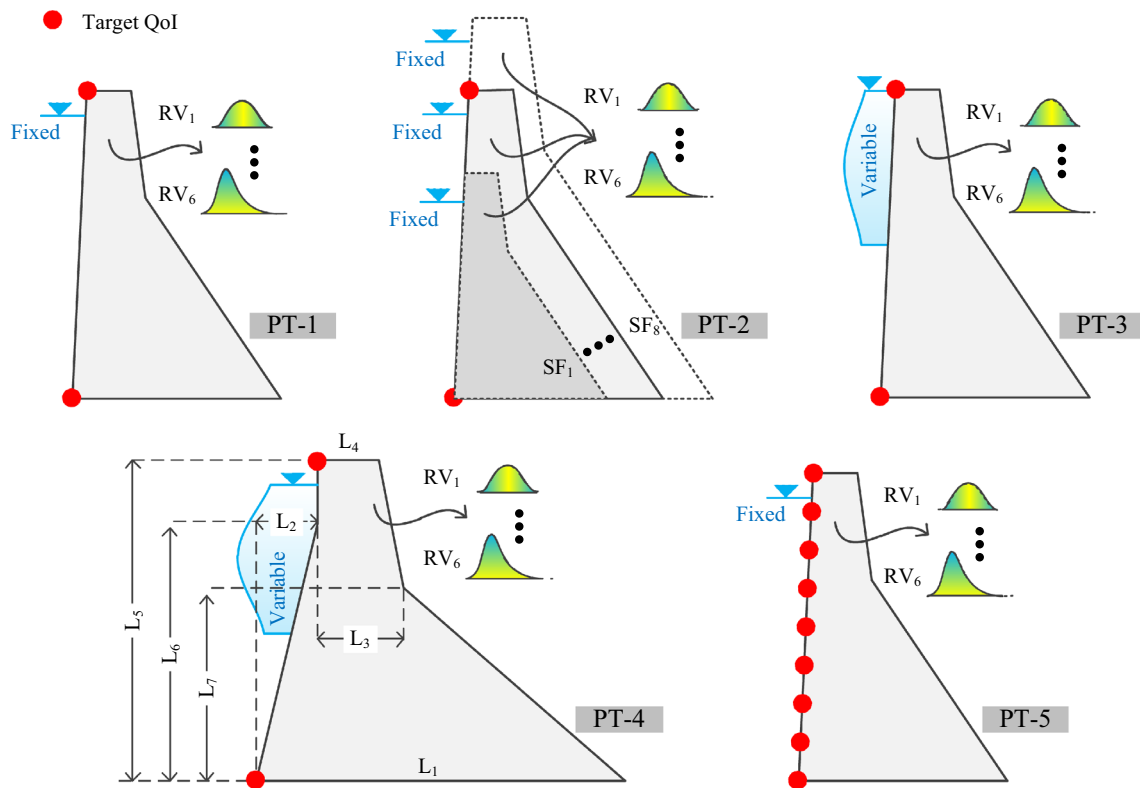 Target QoI
Fixed
RV₁
RV₆
PT-1
Fixed
Fixed
Fixed
RV₁
RV₆
SF₈
SF₁
PT-2
Variable
RV₁
RV₆
PT-3
L₄
L₂
L₅
L₆
L₇
L₃
L₁
Variable
RV₁
RV₆
PT-4
Fixed
RV₁
RV₆
PT-5